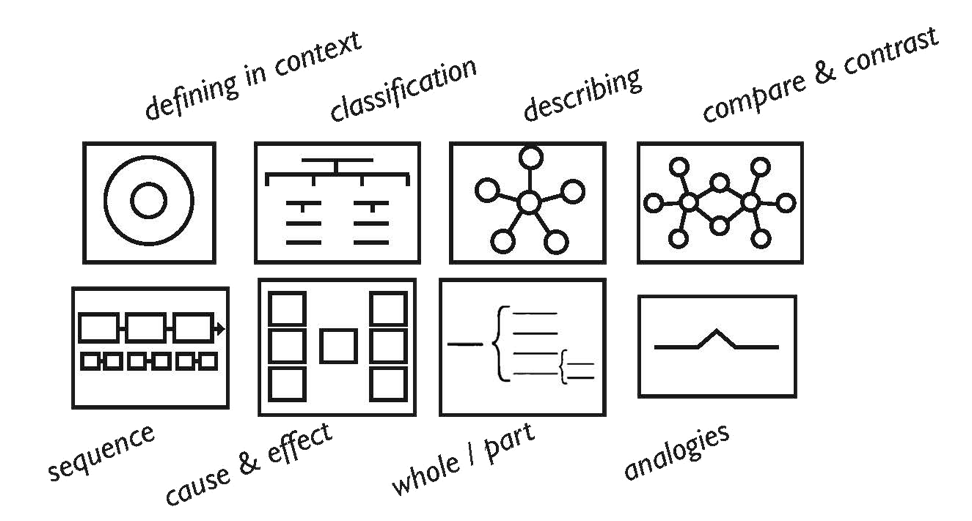 defining in context
classification
describing
compare & contrast
sequence
cause & effect
whole / part
analogies